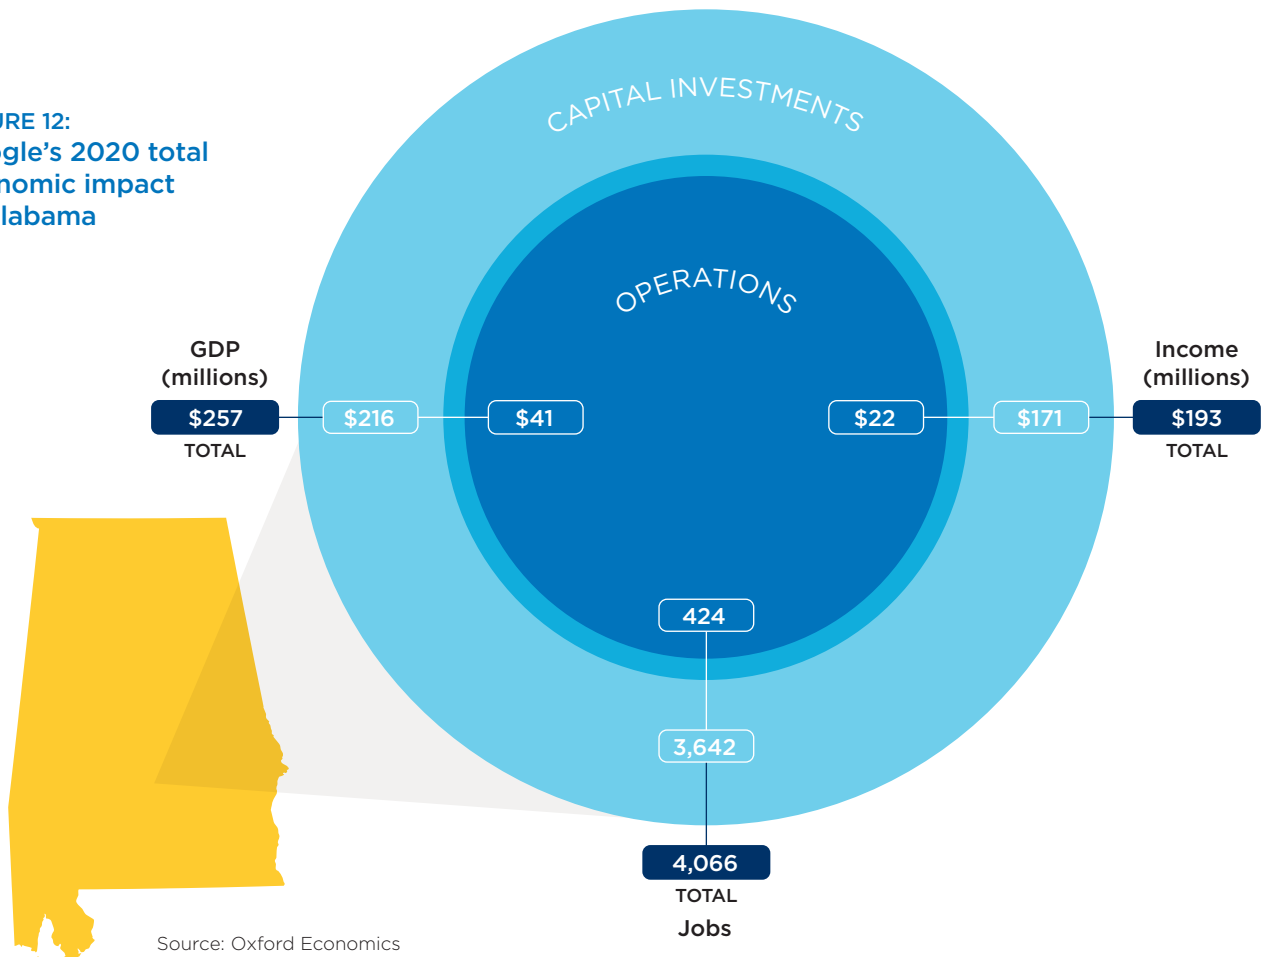 URE 12:
ogle’s 2020 total
nomic impact
labama
CAPITAL INVESTMENTS
OPERATIONS
GDP
(millions)
$257
TOTAL
$216
$41
$22
$171
Income
(millions)
$193
TOTAL
424
3,642
4,066
TOTAL
Jobs
Source: Oxford Economics